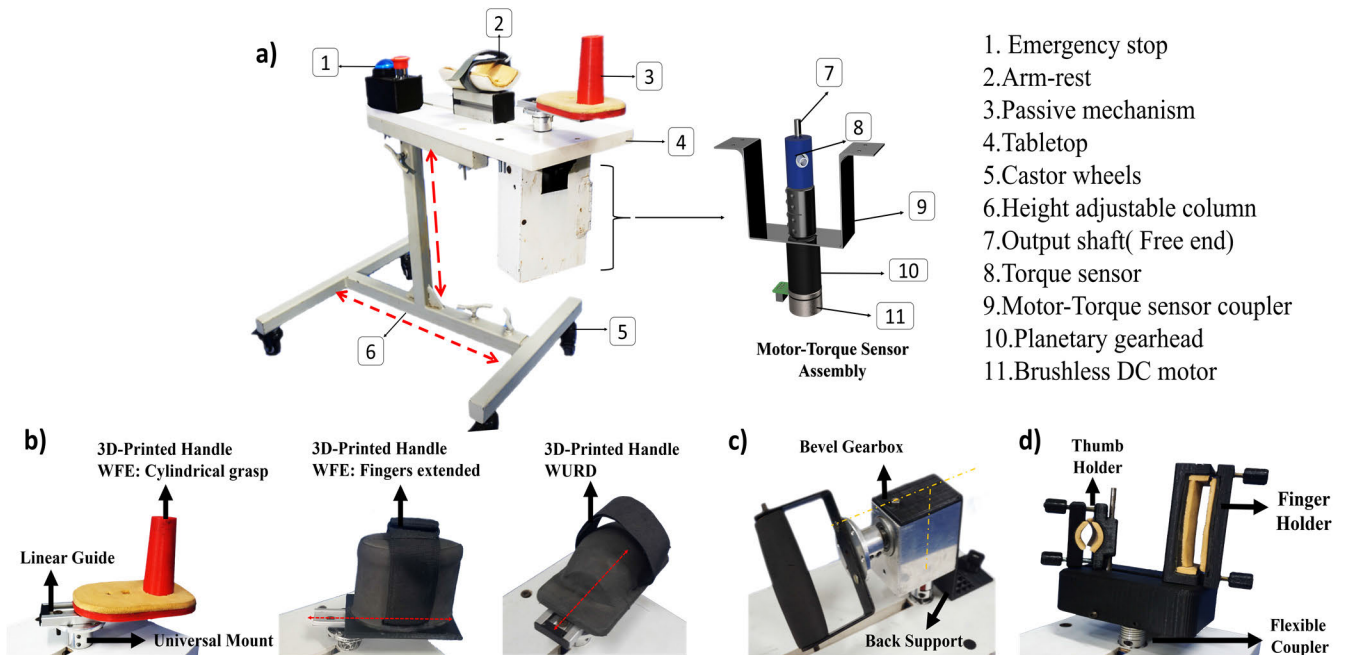 a)
1
2
3
4
5
6
7
8
9
10
11
Motor-Torque Sensor
Assembly
1. Emergency stop
2.Arm-rest
3.Passive mechanism
4.Tabletop
5.Castor wheels
6.Height adjustable column
7.Output shaft( Free end)
8.Torque sensor
9.Motor-Torque sensor coupler
10.Planetary gearhead
11.Brushless DC motor
b)
3D-Printed Handle
WFE: Cylindrical grasp
Linear Guide
Universal Mount
3D-Printed Handle
WFE: Fingers extended
3D-Printed Handle
WURD
c)
Bevel Gearbox
Back Support
d)
Thumb
Holder
Finger
Holder
Flexible
Coupler